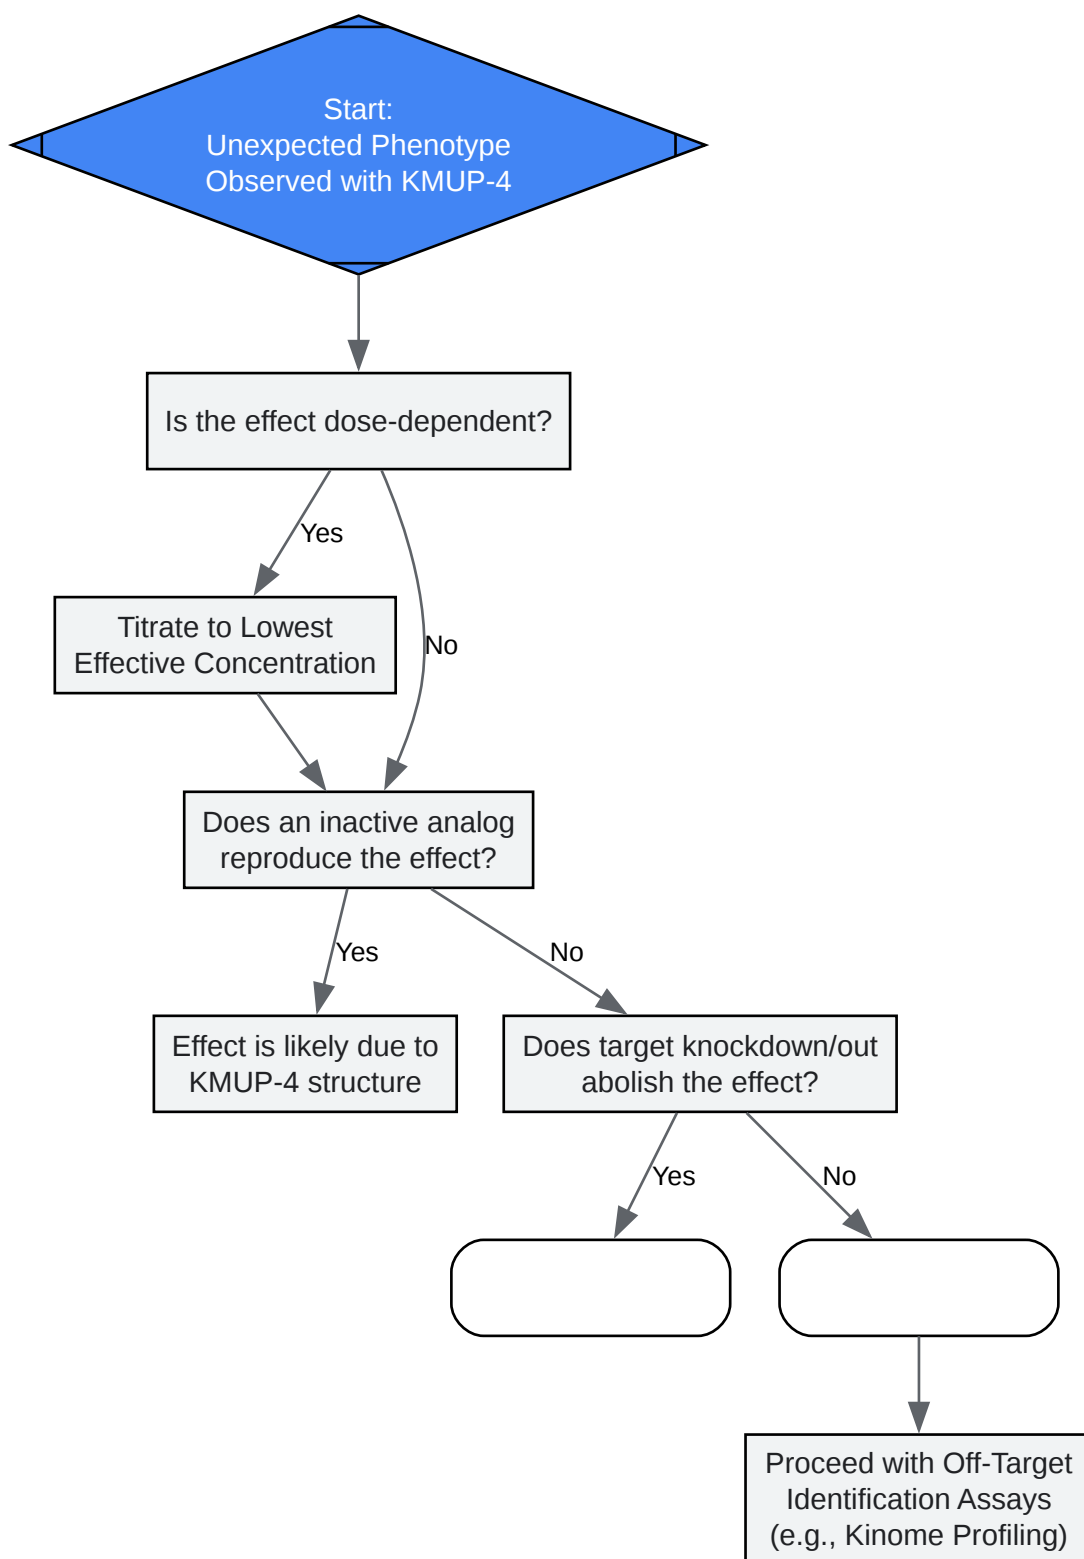 Start:
Unexpected Phenotype
Observed with KMUP-4
Is the effect dose-dependent?
Yes
No
Titrate to Lowest
Effective Concentration
Does an inactive analog
reproduce the effect?
Yes
No
Effect is likely due to
KMUP-4 structure
Does target knockdown/out
abolish the effect?
Yes
No
Proceed with Off-Target
Identification Assays
(e.g., Kinome Profiling)